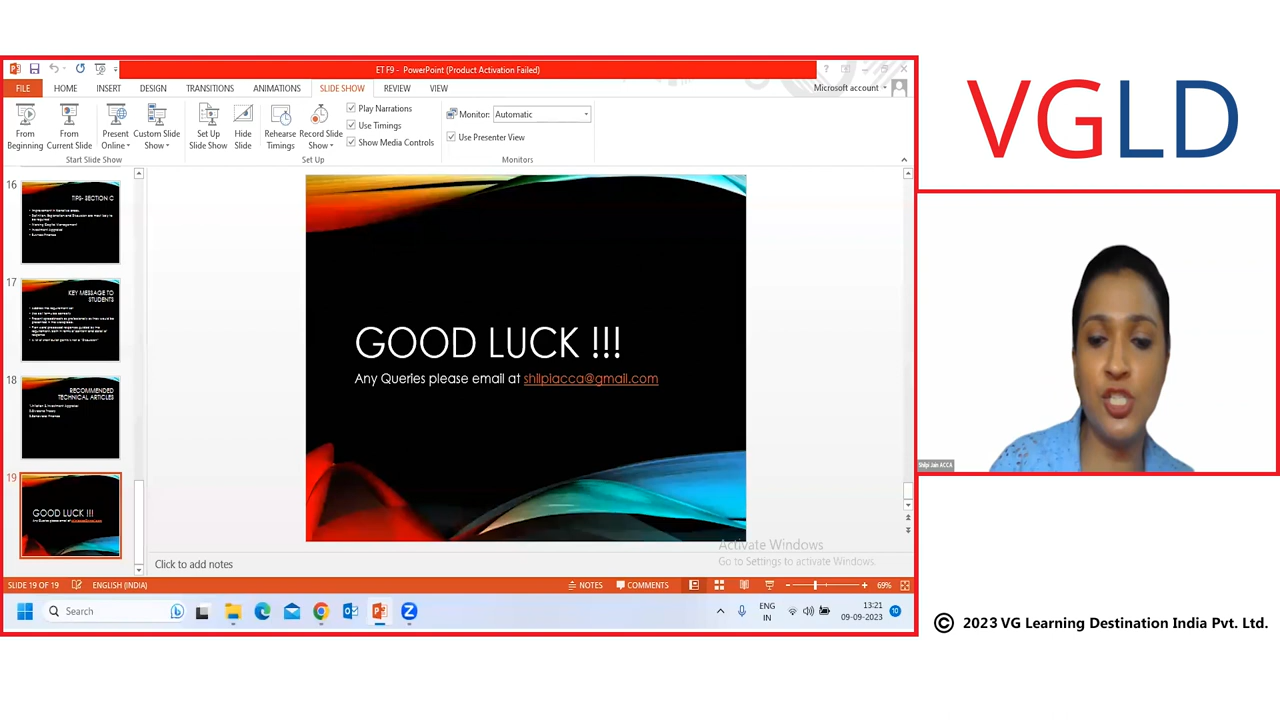 ET F9 - PowerPoint (Product Activation Failed)
FILE HOME INSERT DESIGN TRANSITIONS ANIMATIONS SLIDE SHOW REVIEW VIEW Microsoft account
From Beginning
From Current Slide
Present Online
Custom Slide Show
Set Up Slide Show
Hide Slide
Rehearse Timings
Record Slide Show
Play Narrations
Use Timings
Show Media Controls
Monitor: Automatic
Use Presenter View
Start Slide Show Set Up Monitors
16
TIPS- SECTION C
17
KEY MESSAGE TO
STUDENTS
18
RECOMMENDED
TECHNICAL ARTICLES
19
GOOD LUCK !!!
GOOD LUCK !!!
Any Queries please email at shilpiacca@gmail.com
Click to add notes
Activate Windows
Go to Settings to activate Windows.
SLIDE 19 OF 19 ENGLISH (INDIA) NOTES COMMENTS 69%
Search
ENG
IN
13:21
09-09-2023
10
VGLD
Shilpi Jain ACCA
© 2023 VG Learning Destination India Pvt. Ltd.